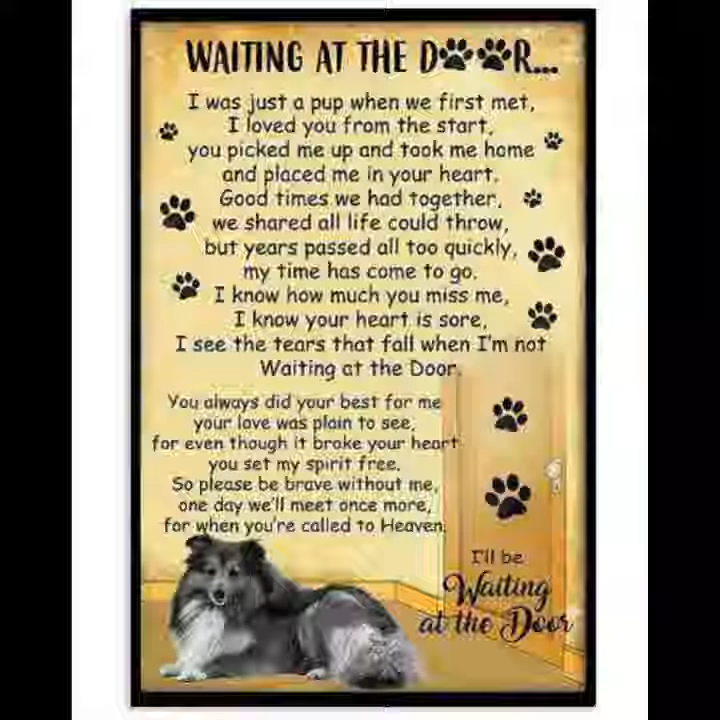 WAITING AT THE DOOR...
I was just a pup when we first met,
I loved you from the start,
you picked me up and took me home
and placed me in your heart.
Good times we had together,
we shared all life could throw,
but years passed all too quickly,
my time has come to go.
I know how much you miss me,
I know your heart is sore,
I see the tears that fall when I'm not
Waiting at the Door.
You always did your best for me
your love was plain to see,
for even though it broke your heart
you set my spirit free.
So please be brave without me,
one day we'll meet once more,
for when you're called to Heaven,
I'll be
Waiting
at the Door